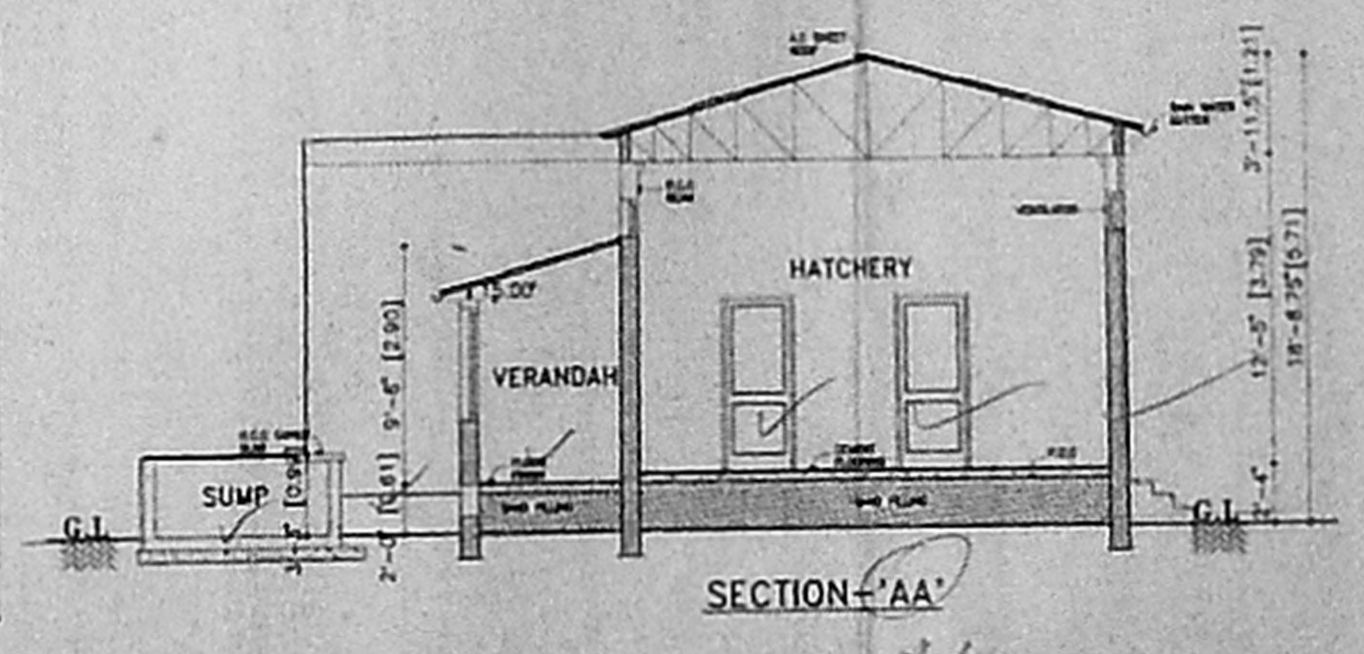 A.C SHEET
ROOF
RAIN WATER
GUTTER
3'-11.5" [1.21]
R.C.C
BEAM
VENTILATOR
HATCHERY
15.00°
VERANDAH
9'-6" [2.90]
12'-5" [3.79]
18'-8.75" [5.71]
SUMP
2'-0" [0.61]
CEMENT
FLOORING
P.C.C
SAND FILLING
SAND FILLING
G.L
G.L
SECTION-'AA'